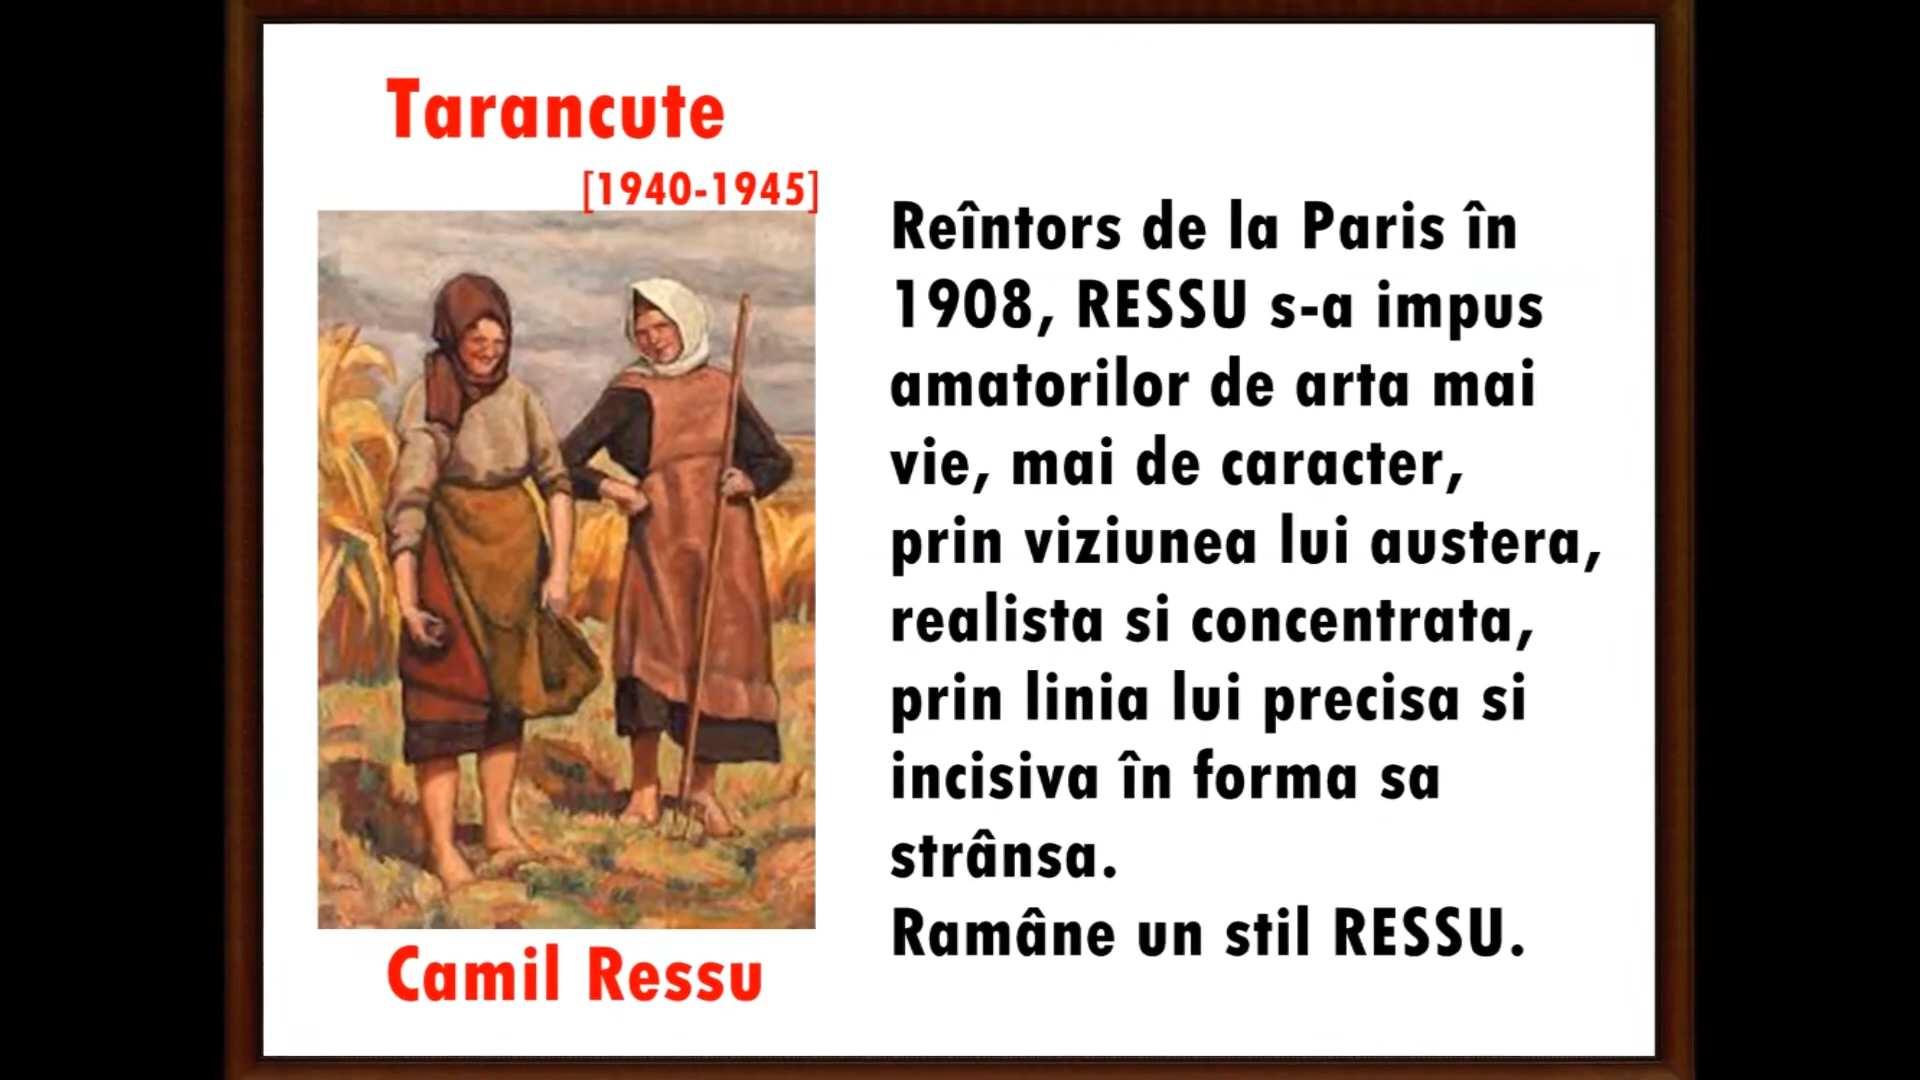 Tarancute
[1940-1945]
Camil Ressu
Reîntors de la Paris în
1908, RESSU s-a impus
amatorilor de arta mai
vie, mai de caracter,
prin viziunea lui austera,
realista si concentrata,
prin linia lui precisa si
incisiva în forma sa
strânsa.
Ramâne un stil RESSU.